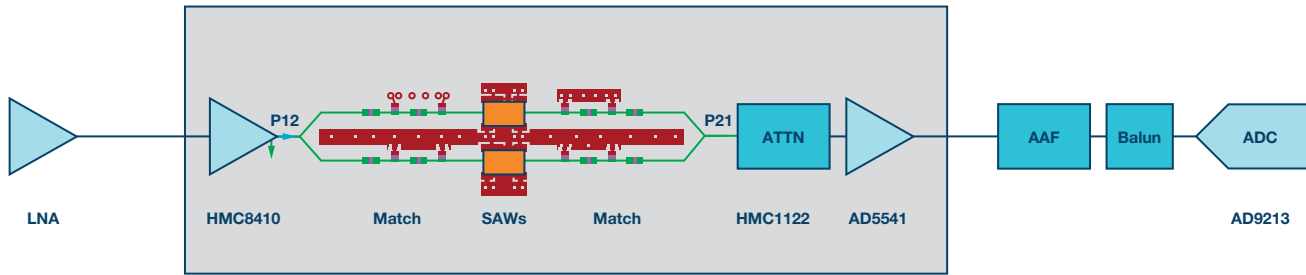 P12
P21
ATTN
AAF
Balun
ADC
LNA
HMC8410
Match
SAWs
Match
HMC1122
AD5541
AD9213